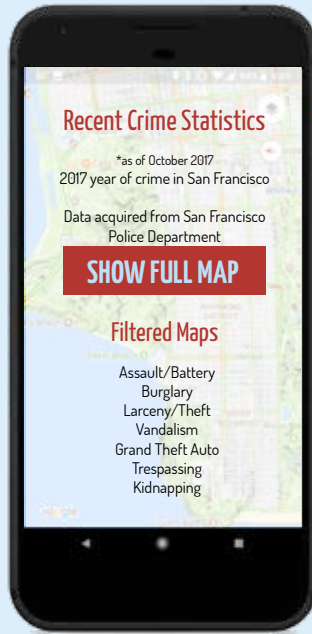 Recent Crime Statistics
*as of October 2017
2017 year of crime in San Francisco
Data acquired from San Francisco
Police Department
SHOW FULL MAP
Filtered Maps
Assault/Battery
Burglary
Larceny/Theft
Vandalism
Grand Theft Auto
Trespassing
Kidnapping
Google